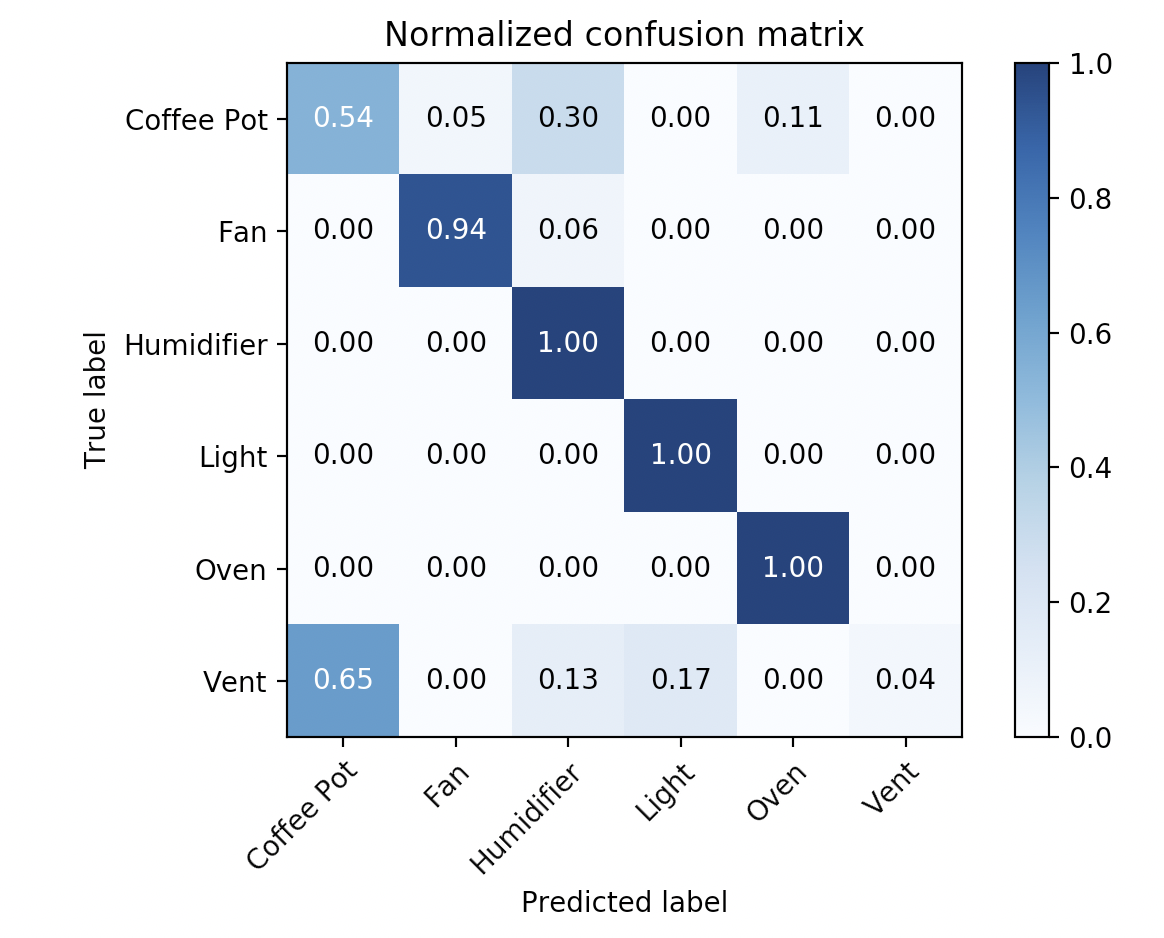 Normalized confusion matrix
Coffee Pot 0.54 0.05 0.30 0.00 0.11 0.00
Fan 0.00 0.94 0.06 0.00 0.00 0.00
Humidifier 0.00 0.00 1.00 0.00 0.00 0.00
Light 0.00 0.00 0.00 1.00 0.00 0.00
Oven 0.00 0.00 0.00 0.00 1.00 0.00
Vent 0.65 0.00 0.13 0.17 0.00 0.04
True label
Coffee Pot Fan Humidifier Light Oven Vent
Predicted label
1.0
0.8
0.6
0.4
0.2
0.0